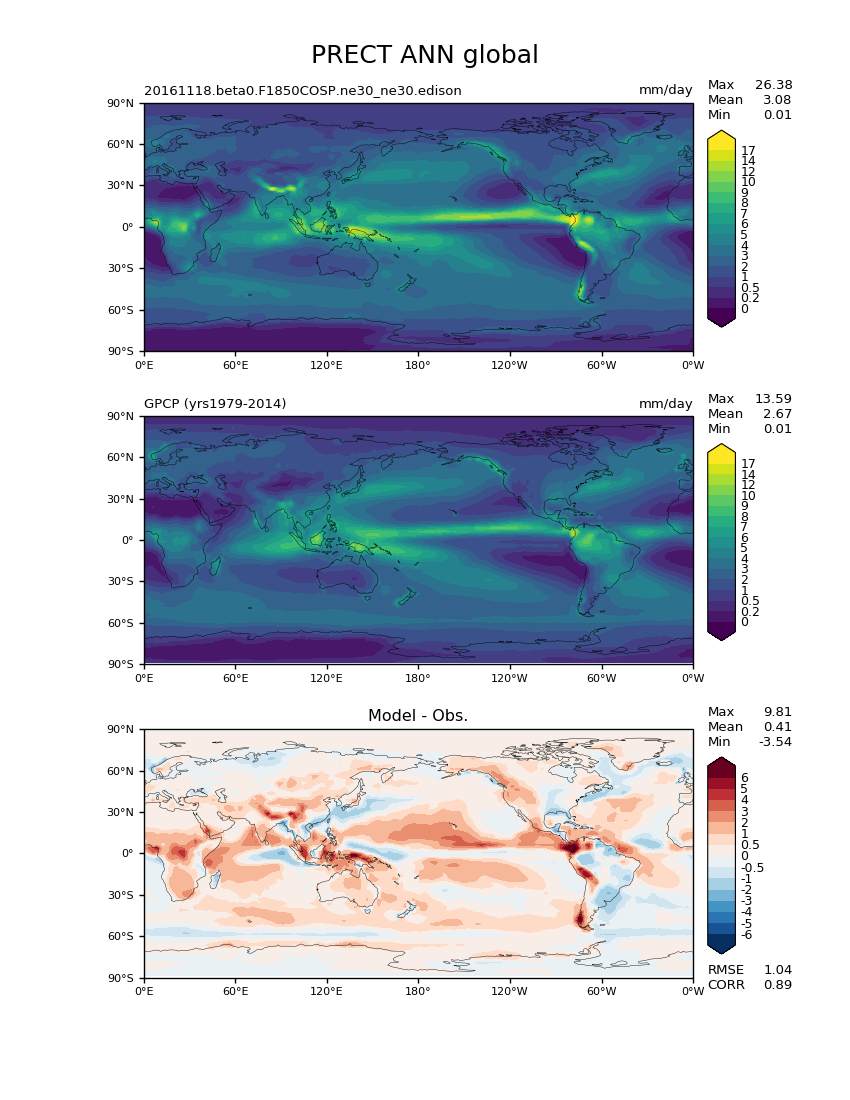 PRECT ANN global
20161118.beta0.F1850COSP.ne30_ne30.edison mm/day
Max 26.38
Mean 3.08
Min 0.01
90°N
60°N
30°N
0°
30°S
60°S
90°S
0°E 60°E 120°E 180° 120°W 60°W 0°W
17
14
12
10
9
8
7
6
5
4
3
2
1
0.5
0.2
0
GPCP (yrs1979-2014) mm/day
Max 13.59
Mean 2.67
Min 0.01
90°N
60°N
30°N
0°
30°S
60°S
90°S
0°E 60°E 120°E 180° 120°W 60°W 0°W
17
14
12
10
9
8
7
6
5
4
3
2
1
0.5
0.2
0
Model - Obs.
Max 9.81
Mean 0.41
Min -3.54
90°N
60°N
30°N
0°
30°S
60°S
90°S
0°E 60°E 120°E 180° 120°W 60°W 0°W
6
5
4
3
2
1
0.5
0
-0.5
-1
-2
-3
-4
-5
-6
RMSE 1.04
CORR 0.89